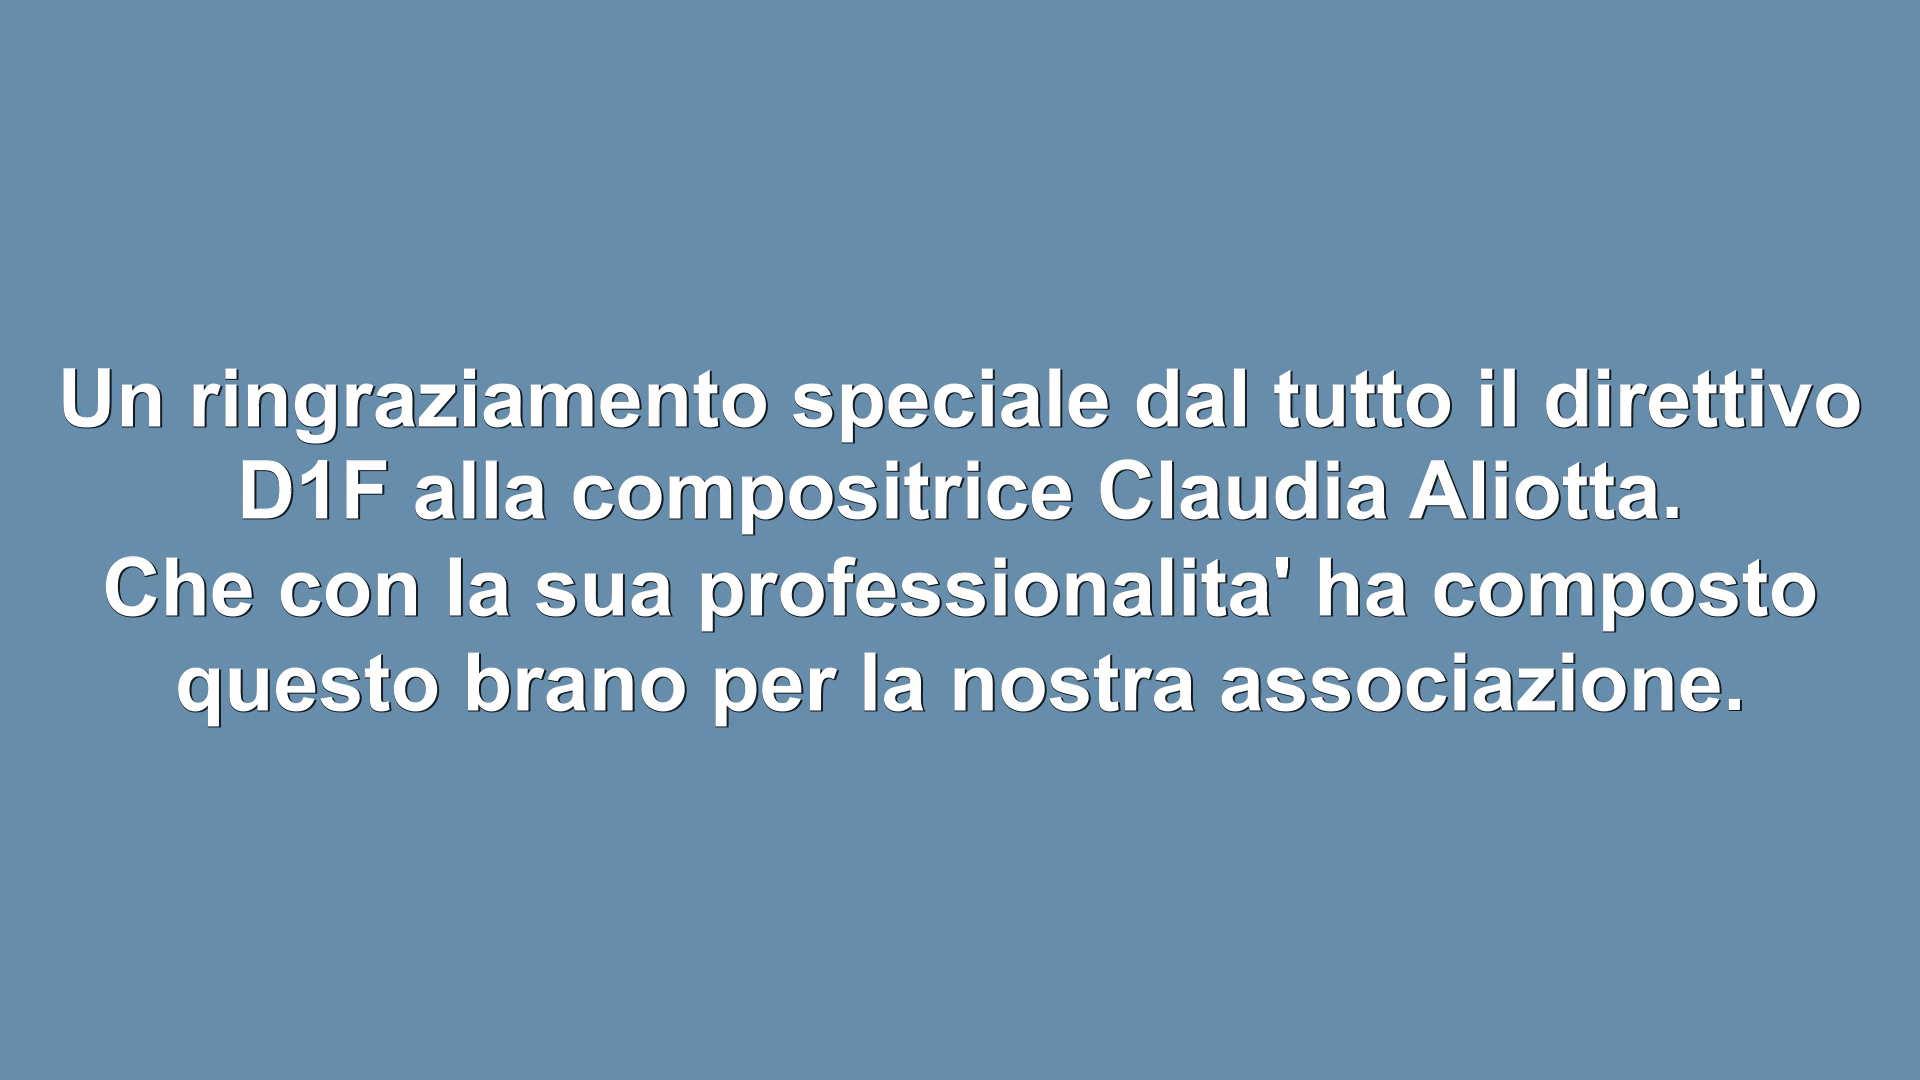 Un ringraziamento speciale dal tutto il direttivo
D1F alla compositrice Claudia Aliotta.
Che con la sua professionalita' ha composto
questo brano per la nostra associazione.